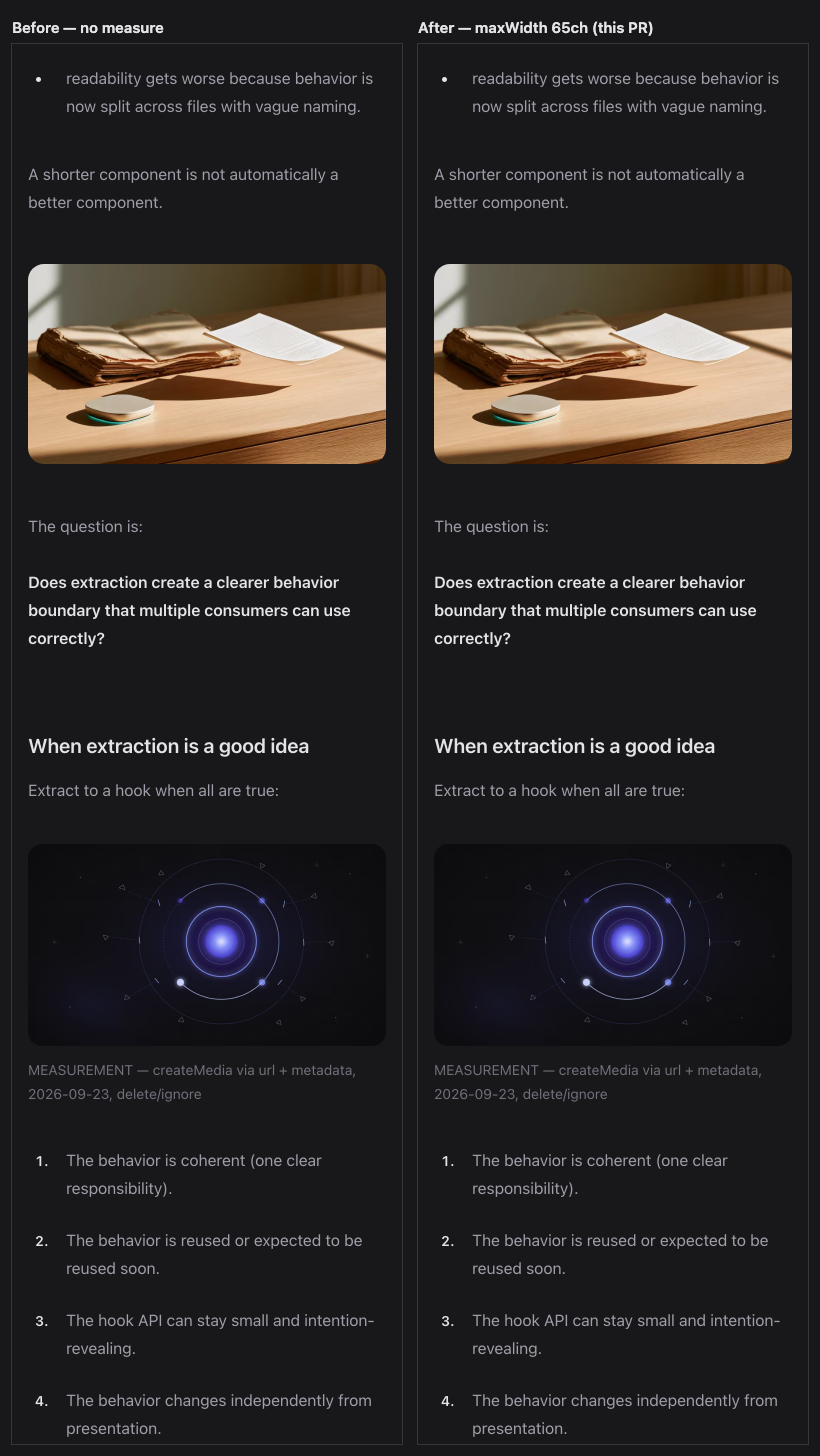 Before — no measure
• readability gets worse because behavior is
now split across files with vague naming.
A shorter component is not automatically a
better component.
The question is:
Does extraction create a clearer behavior
boundary that multiple consumers can use
correctly?
When extraction is a good idea
Extract to a hook when all are true:
MEASUREMENT — createMedia via url + metadata,
2026-09-23, delete/ignore
1. The behavior is coherent (one clear
responsibility).
2. The behavior is reused or expected to be
reused soon.
3. The hook API can stay small and intention-
revealing.
4. The behavior changes independently from
presentation.
After — maxWidth 65ch (this PR)
• readability gets worse because behavior is
now split across files with vague naming.
A shorter component is not automatically a
better component.
The question is:
Does extraction create a clearer behavior
boundary that multiple consumers can use
correctly?
When extraction is a good idea
Extract to a hook when all are true:
MEASUREMENT — createMedia via url + metadata,
2026-09-23, delete/ignore
1. The behavior is coherent (one clear
responsibility).
2. The behavior is reused or expected to be
reused soon.
3. The hook API can stay small and intention-
revealing.
4. The behavior changes independently from
presentation.